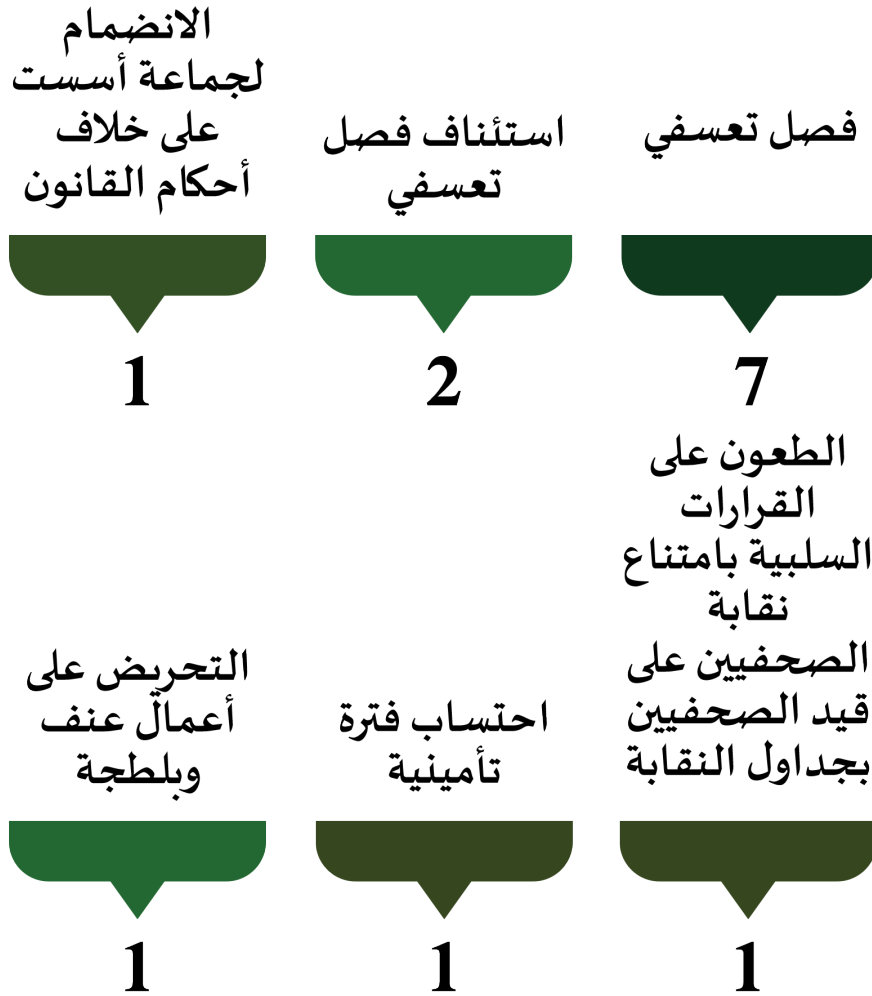 فصل تعسفي
7
استئناف فصل
تعسفي
2
الانضمام
لجماعة أسست
على خلاف
أحكام القانون
1
الطعون على
القرارات
السلبية بامتناع
نقابة
الصحفيين على
قيد الصحفيين
بجداول النقابة
1
احتساب فترة
تأمينية
1
التحريض على
أعمال عنف
وبلطجة
1